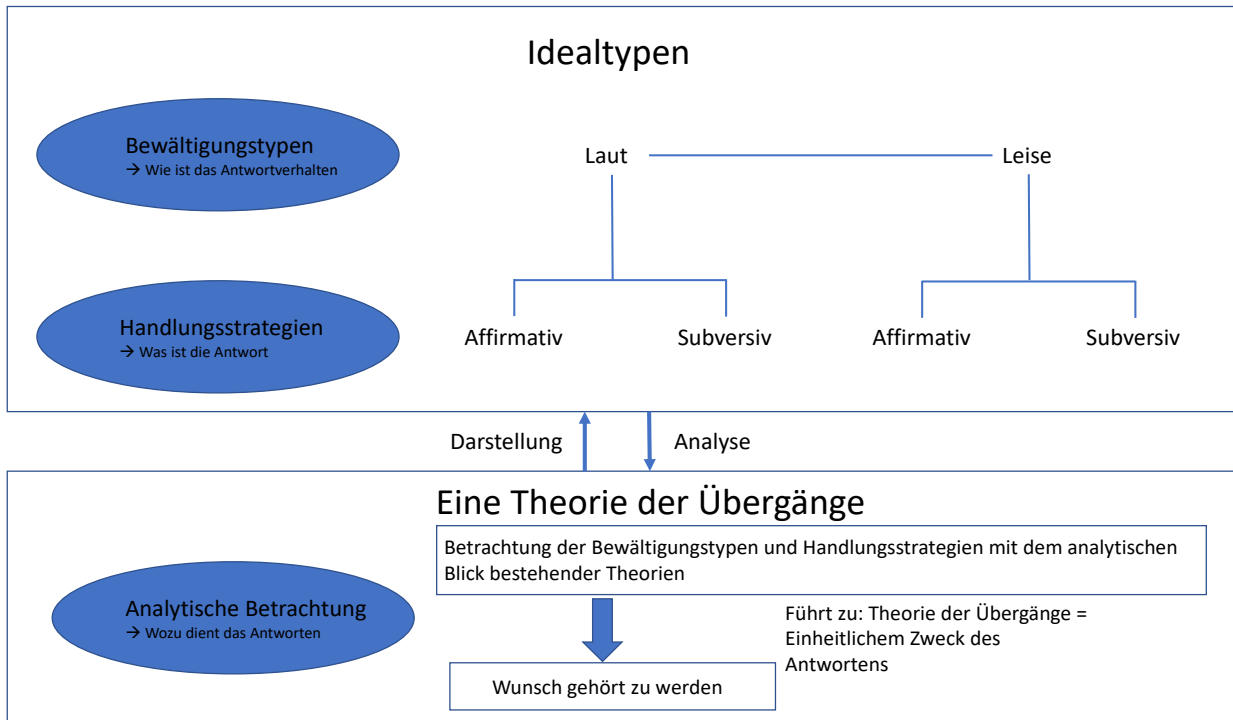 Idealtypen
Bewältigungstypen
→ Wie ist das Antwortverhalten
Laut
Leise
Handlungsstrategien
→ Was ist die Antwort
Affirmativ
Subversiv
Affirmativ
Subversiv
Darstellung
Analyse
Eine Theorie der Übergänge
Betrachtung der Bewältigungstypen und Handlungsstrategien mit dem analytischen
Blick bestehender Theorien
Analytische Betrachtung
→ Wozu dient das Antworten
Führt zu: Theorie der Übergänge =
Einheitlichem Zweck des
Antwortens
Wunsch gehört zu werden